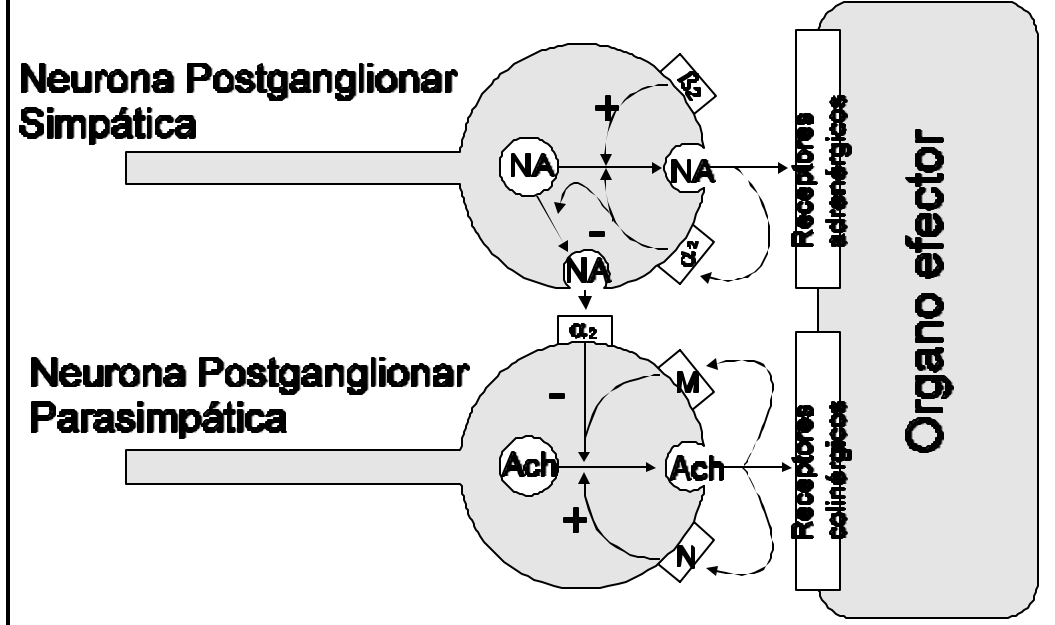 Neurona Postganglionar
Simpática
β₂
+
NA
NA
-
α₂
NA
Receptores
adrenérgicos
Organo efector
α₂
Neurona Postganglionar
Parasimpática
M
-
Ach
Ach
+
N
Receptores
colinérgicos